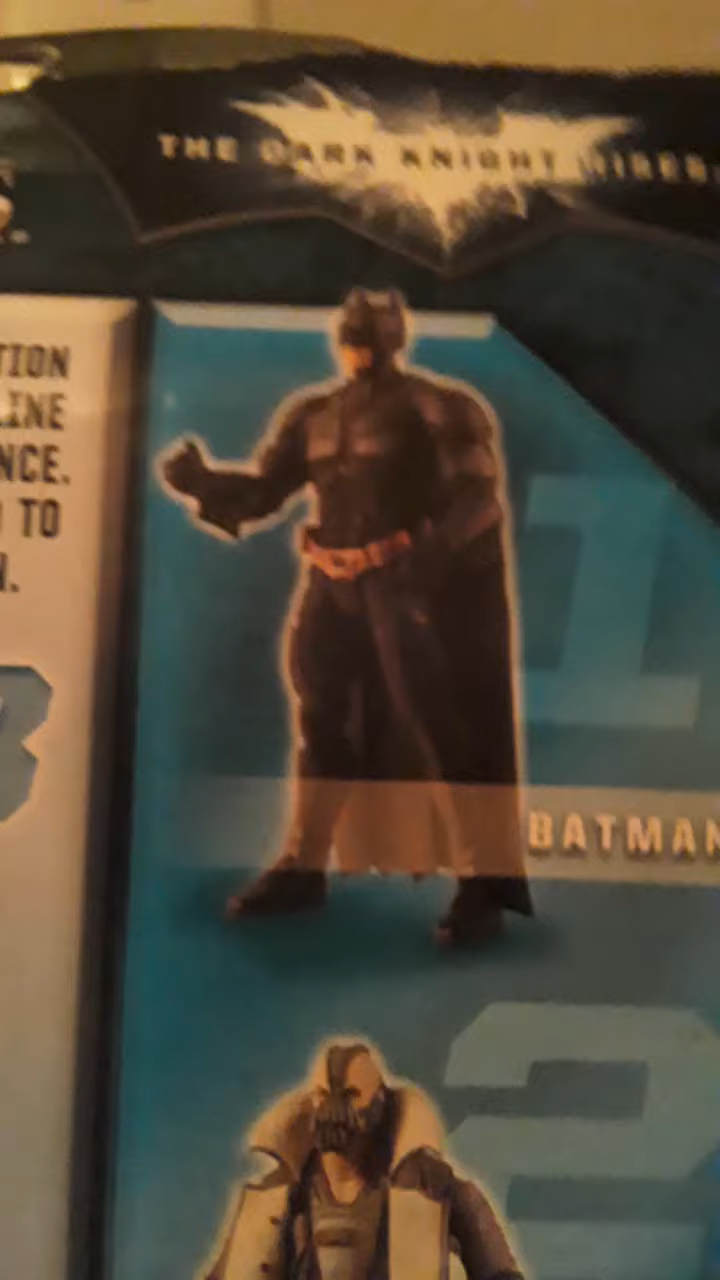 THE DARK KNIGHT RISES
TION
LINE
NCE.
TO
N.
1
BATMAN
2